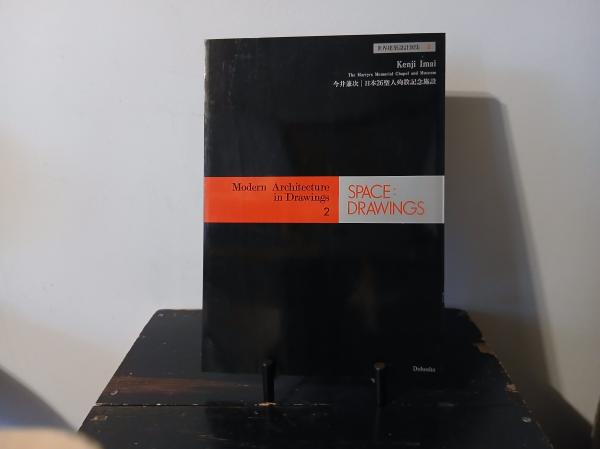 世界建築設計図集 2
Kenji Imai
The Martyrs Memorial Chapel and Museum
今井兼次|日本26聖人殉教記念施設
Modern Architecture
in Drawings
2
SPACE:
DRAWINGS
Dohosha